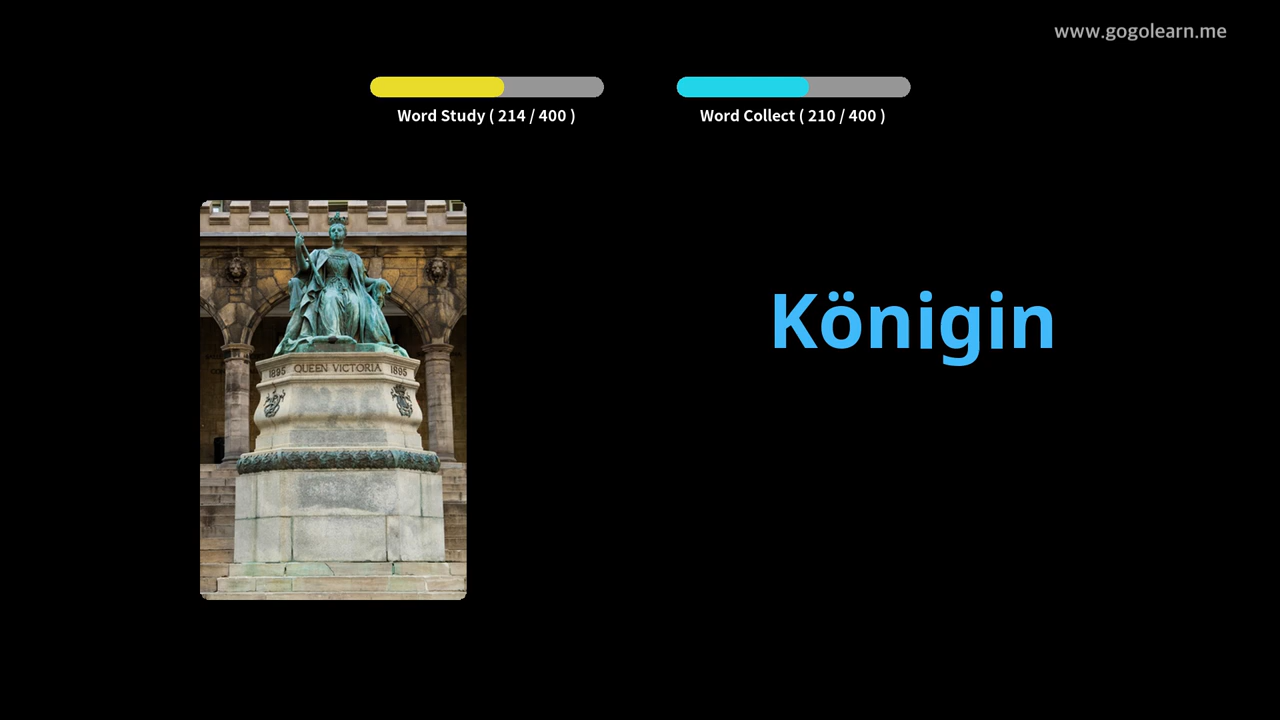 www.gogolearn.me
Word Study ( 214 / 400 )
Word Collect ( 210 / 400 )
Königin
1895 QUEEN VICTORIA 1895